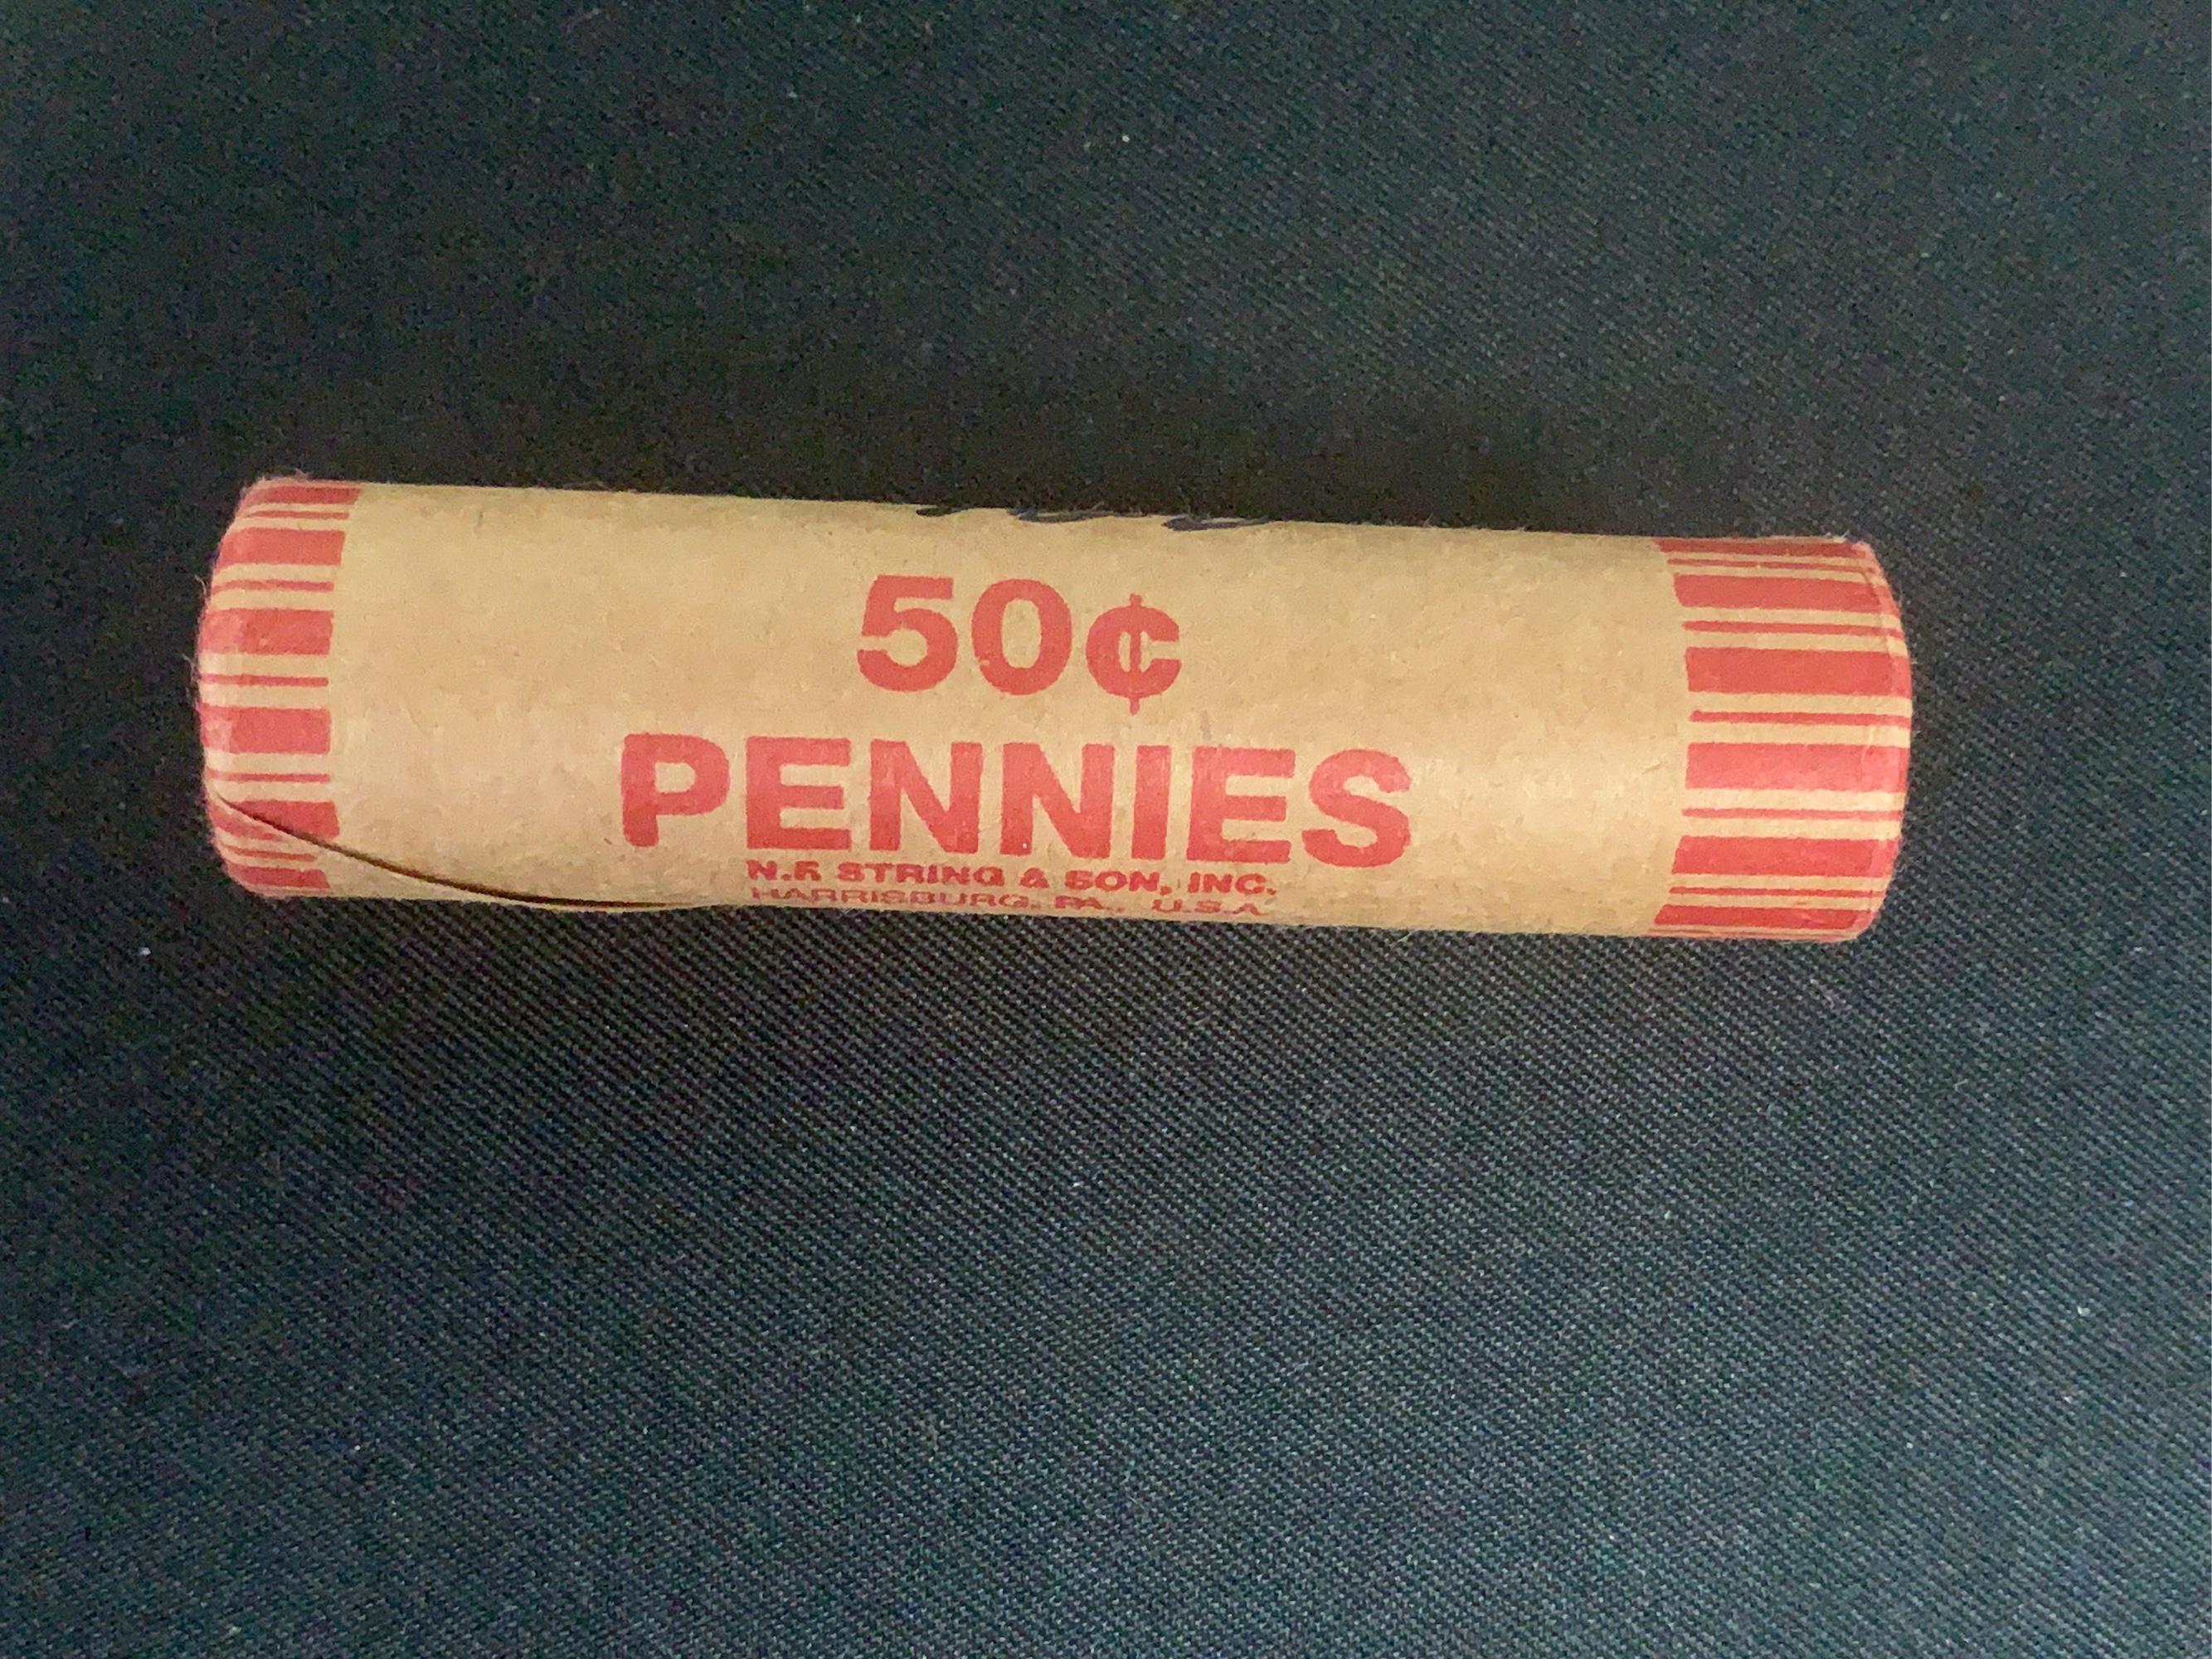 50¢
PENNIES
N.F. STRING & SON, INC.
HARRISBURG, PA., U.S.A.